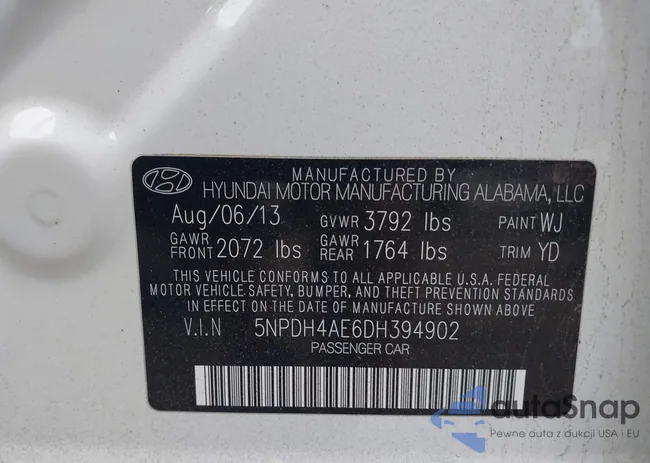 MANUFACTURED BY
HYUNDAI MOTOR MANUFACTURING ALABAMA, LLC
Aug/06/13 GVWR 3792 lbs PAINT WJ
GAWR FRONT 2072 lbs GAWR REAR 1764 lbs TRIM YD
THIS VEHICLE CONFORMS TO ALL APPLICABLE U.S.A. FEDERAL
MOTOR VEHICLE SAFETY, BUMPER, AND THEFT PREVENTION STANDARDS
IN EFFECT ON THE DATE OF MANUFACTURE SHOWN ABOVE
V.I.N 5NPDH4AE6DH394902
PASSENGER CAR
autaSnap
Pewne auta z aukcji USA i EU